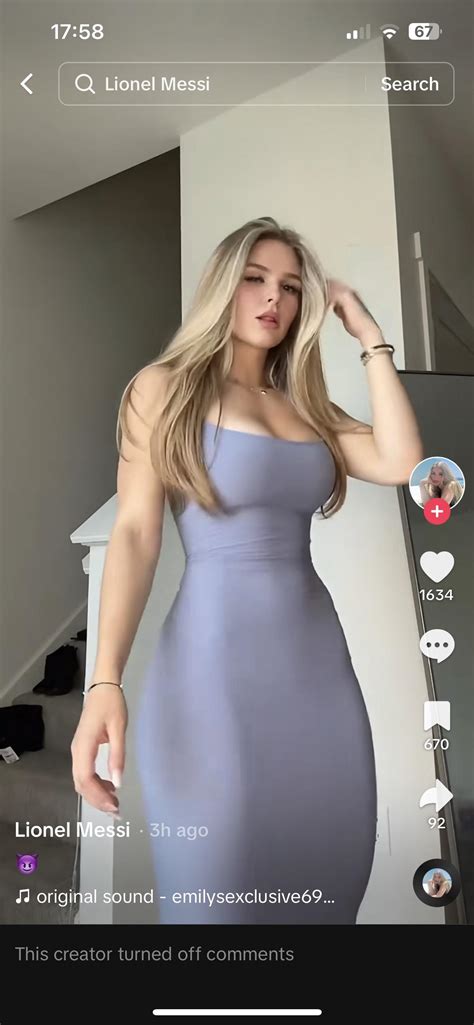 17:58
67
Lionel Messi
Search
1634
670
92
Lionel Messi · 3h ago
😈
original sound - emilysexclusive69...
This creator turned off comments